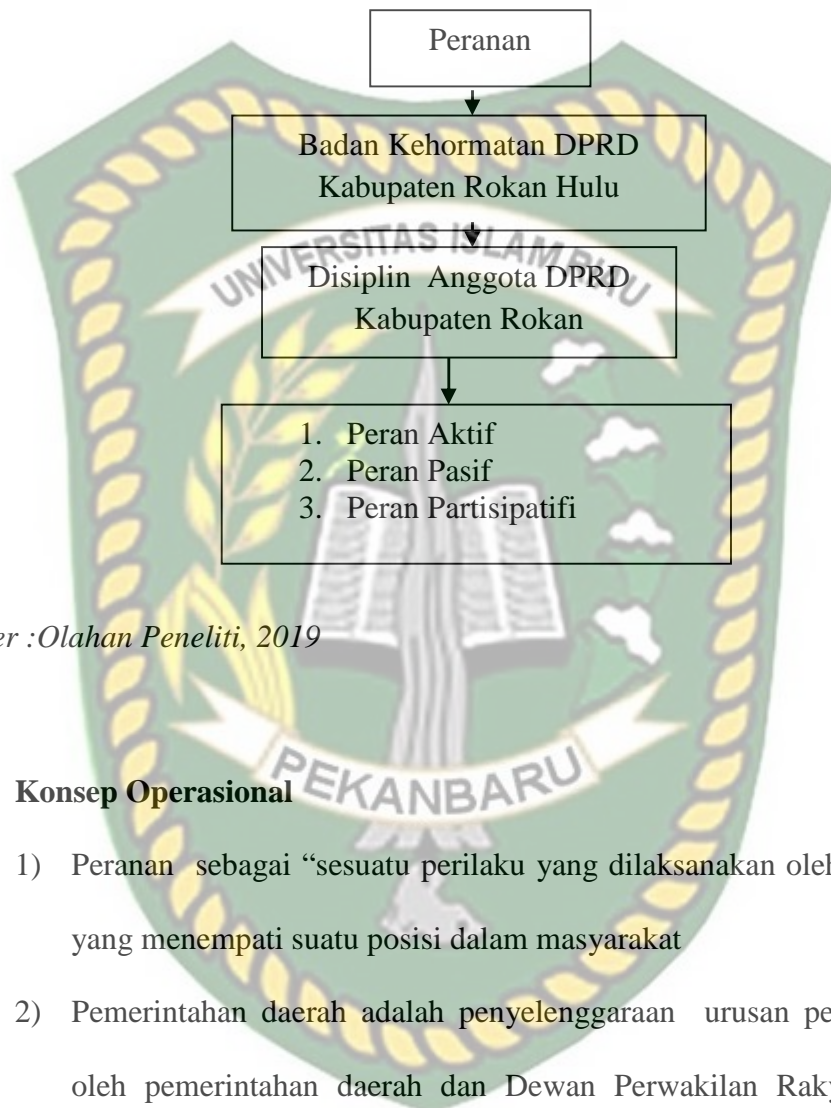 Peranan
Badan Kehormatan DPRD
Kabupaten Rokan Hulu
UNIVERSITAS ISLAM RIAU
Disiplin Anggota DPRD
Kabupaten Rokan
1. Peran Aktif
2. Peran Pasif
3. Peran Partisipatifi
er :Olahan Peneliti, 2019
PEKANBARU
Konsep Operasional
1) Peranan sebagai “sesuatu perilaku yang dilaksanakan oleh
yang menempati suatu posisi dalam masyarakat
2) Pemerintahan daerah adalah penyelenggaraan urusan pe
oleh pemerintahan daerah dan Dewan Perwakilan Raky